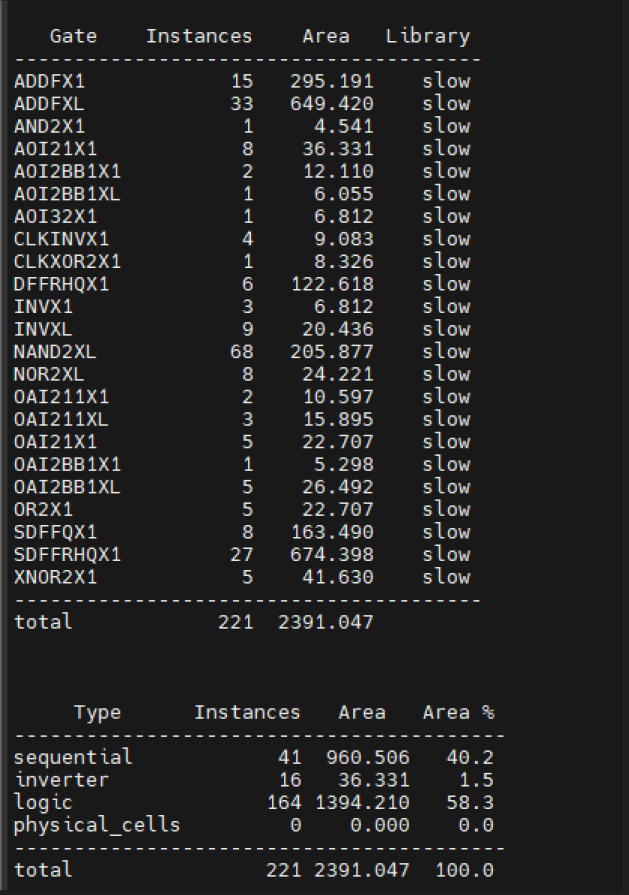 Gate Instances Area Library
---------------------------------------
ADDFX1 15 295.191 slow
ADDFXL 33 649.420 slow
AND2X1 1 4.541 slow
AOI21X1 8 36.331 slow
AOI2BB1X1 2 12.110 slow
AOI2BB1XL 1 6.055 slow
AOI32X1 1 6.812 slow
CLKINVX1 4 9.083 slow
CLKXOR2X1 1 8.326 slow
DFFRHQX1 6 122.618 slow
INVX1 3 6.812 slow
INVXL 9 20.436 slow
NAND2XL 68 205.877 slow
NOR2XL 8 24.221 slow
OAI211X1 2 10.597 slow
OAI211XL 3 15.895 slow
OAI21X1 5 22.707 slow
OAI2BB1X1 1 5.298 slow
OAI2BB1XL 5 26.492 slow
OR2X1 5 22.707 slow
SDFFQX1 8 163.490 slow
SDFFRHQX1 27 674.398 slow
XNOR2X1 5 41.630 slow
---------------------------------------
total 221 2391.047
Type Instances Area Area %
-----------------------------------------
sequential 41 960.506 40.2
inverter 16 36.331 1.5
logic 164 1394.210 58.3
physical_cells 0 0.000 0.0
-----------------------------------------
total 221 2391.047 100.0